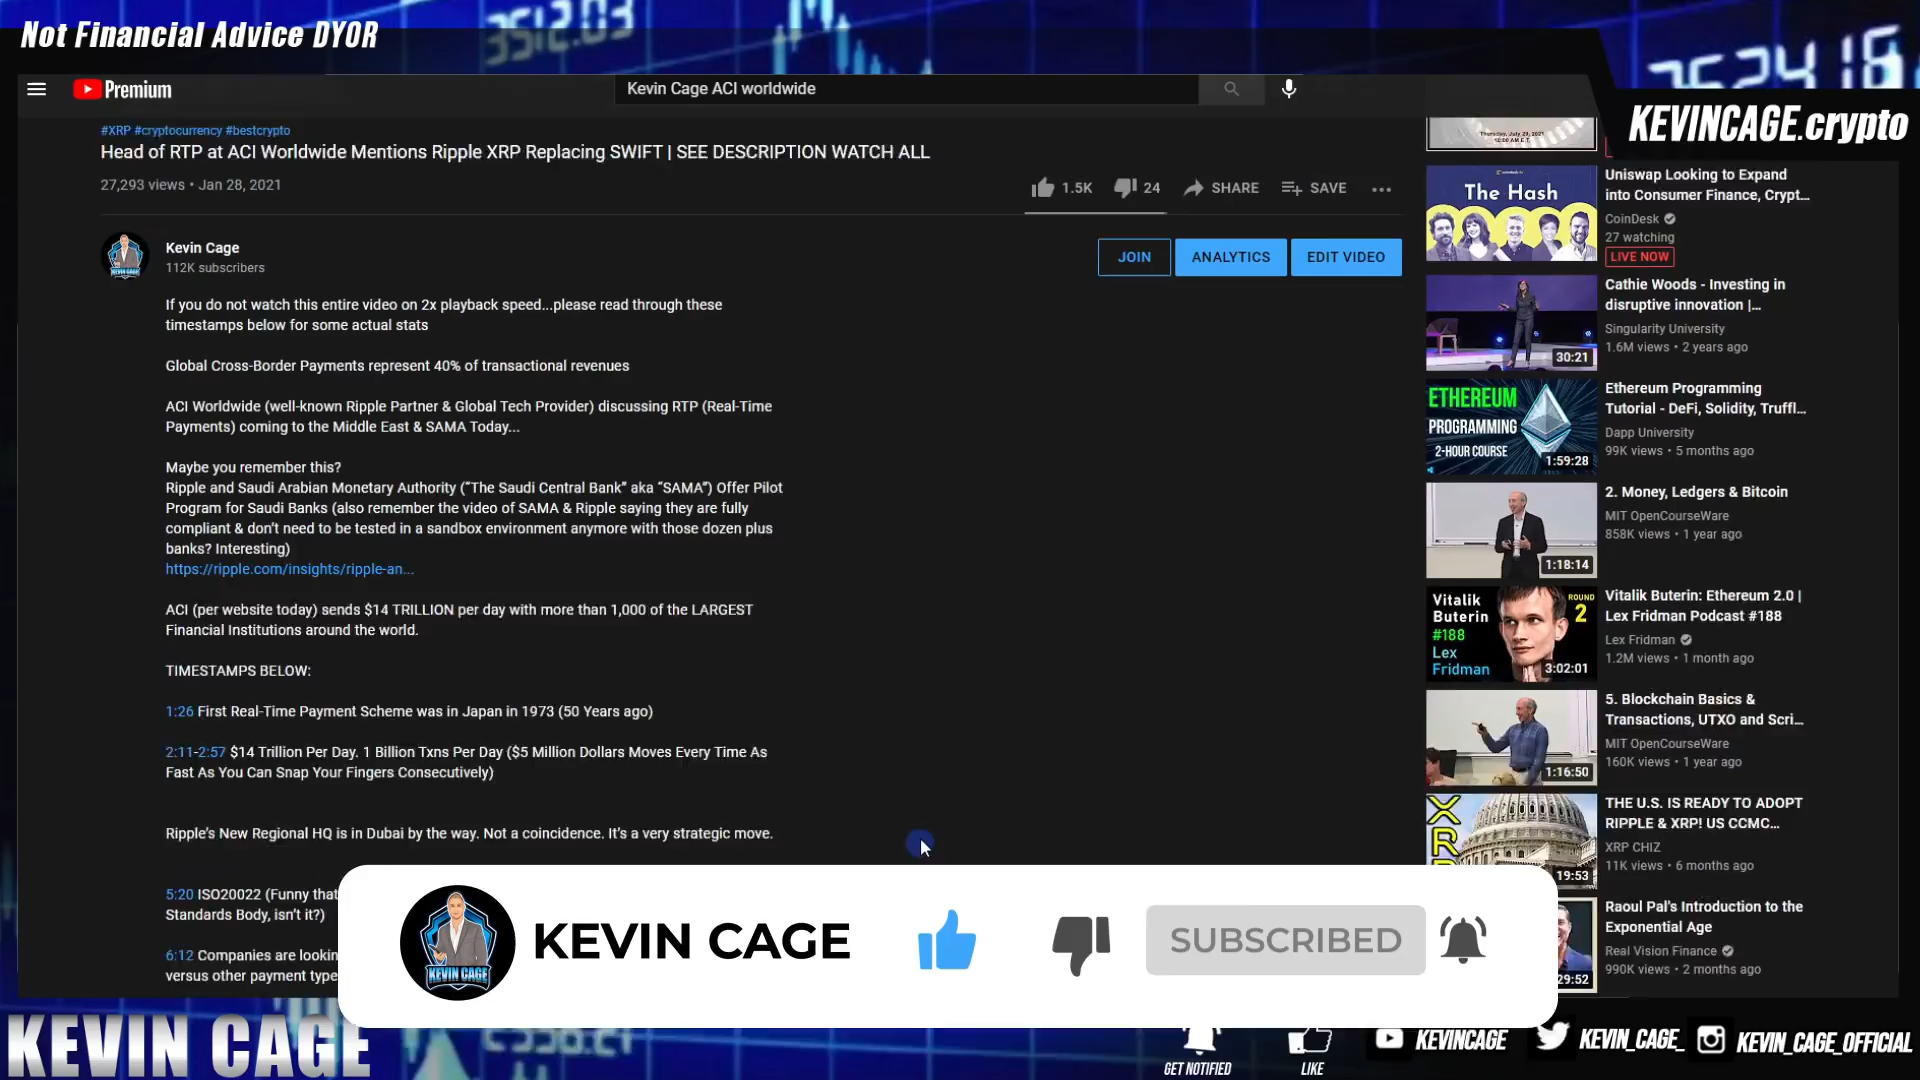 Not Financial Advice DYOR
Premium
Kevin Cage ACI worldwide
KEVINCAGE.crypto
#XRP #cryptocurrency #bestcrypto
Head of RTP at ACI Worldwide Mentions Ripple XRP Replacing SWIFT | SEE DESCRIPTION WATCH ALL
27,293 views • Jan 28, 2021
1.5K
24
SHARE
SAVE
Kevin Cage
112K subscribers
JOIN
ANALYTICS
EDIT VIDEO
If you do not watch this entire video on 2x playback speed...please read through these
timestamps below for some actual stats
Global Cross-Border Payments represent 40% of transactional revenues
ACI Worldwide (well-known Ripple Partner & Global Tech Provider) discussing RTP (Real-Time
Payments) coming to the Middle East & SAMA Today...
Maybe you remember this?
Ripple and Saudi Arabian Monetary Authority (“The Saudi Central Bank” aka “SAMA”) Offer Pilot
Program for Saudi Banks (also remember the video of SAMA & Ripple saying they are fully
compliant & don’t need to be tested in a sandbox environment anymore with those dozen plus
banks? Interesting)
https://ripple.com/insights/ripple-an...
ACI (per website today) sends $14 TRILLION per day with more than 1,000 of the LARGEST
Financial Institutions around the world.
TIMESTAMPS BELOW:
1:26 First Real-Time Payment Scheme was in Japan in 1973 (50 Years ago)
2:11-2:57 $14 Trillion Per Day. 1 Billion Txns Per Day ($5 Million Dollars Moves Every Time As
Fast As You Can Snap Your Fingers Consecutively)
Ripple’s New Regional HQ is in Dubai by the way. Not a coincidence. It’s a very strategic move.
5:20 ISO20022 (Funny that
Standards Body, isn’t it?)
6:12 Companies are lookin
versus other payment type
Thursday, July 29, 2021
The Hash
Uniswap Looking to Expand
into Consumer Finance, Crypt...
CoinDesk
27 watching
LIVE NOW
30:21
Cathie Woods - Investing in
disruptive innovation |...
Singularity University
1.6M views • 2 years ago
ETHEREUM
PROGRAMMING
2-HOUR COURSE
1:59:28
Ethereum Programming
Tutorial - DeFi, Solidity, Truffl...
Dapp University
99K views • 5 months ago
1:18:14
2. Money, Ledgers & Bitcoin
MIT OpenCourseWare
858K views • 1 year ago
Vitalik
Buterin
#188
Lex
Fridman
ROUND
2
3:02:01
Vitalik Buterin: Ethereum 2.0 |
Lex Fridman Podcast #188
Lex Fridman
1.2M views • 1 month ago
1:16:50
5. Blockchain Basics &
Transactions, UTXO and Scri...
MIT OpenCourseWare
160K views • 1 year ago
XRP
19:53
THE U.S. IS READY TO ADOPT
RIPPLE & XRP! US CCMC...
XRP CHIZ
11K views • 6 months ago
29:52
Raoul Pal's Introduction to the
Exponential Age
Real Vision Finance
990K views • 2 months ago
KEVIN CAGE
KEVIN CAGE
SUBSCRIBED
KEVIN CAGE
GET NOTIFIED
LIKE
KEVINCAGE
KEVIN_CAGE_
KEVIN_CAGE_OFFICIAL